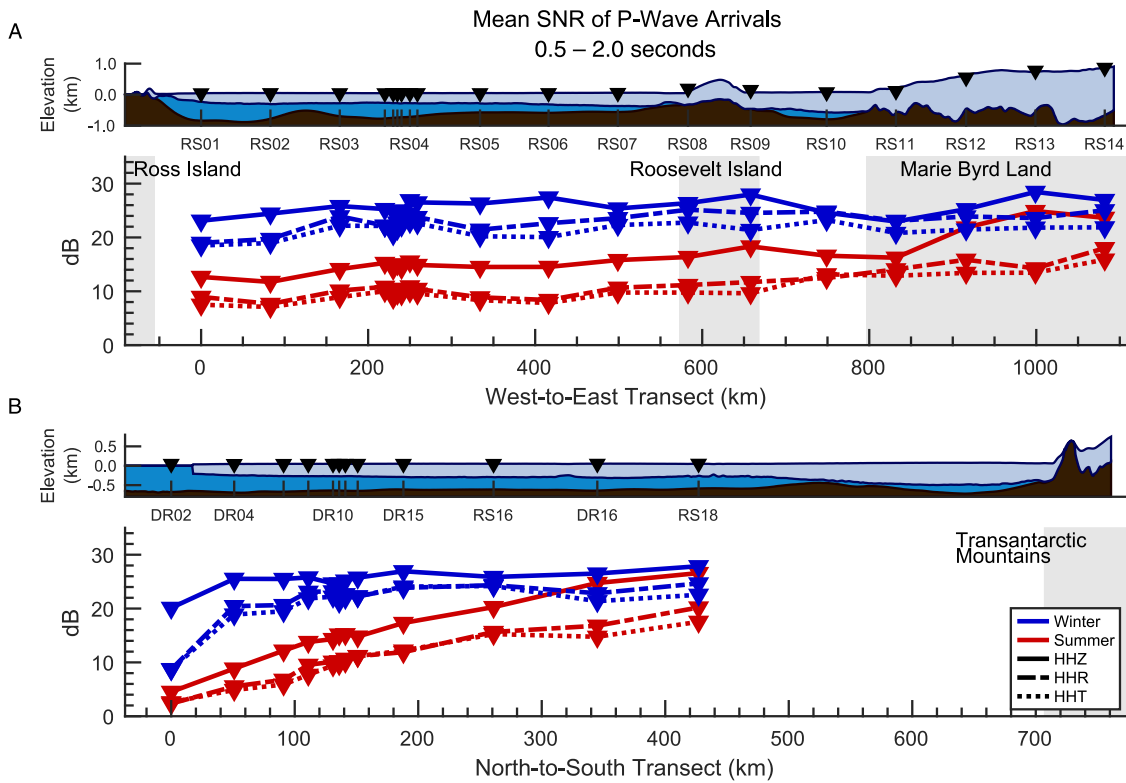 Mean SNR of P-Wave Arrivals
0.5 – 2.0 seconds
A
Elevation
(km)
1.0
0.0
-1.0
RS01 RS02 RS03 RS04 RS05 RS06 RS07 RS08 RS09 RS10 RS11 RS12 RS13 RS14
Ross Island Roosevelt Island Marie Byrd Land
dB
30
20
10
0
0 200 400 600 800 1000
West-to-East Transect (km)
B
Elevation
(km)
0.5
0.0
-0.5
DR02 DR04 DR10 DR15 RS16 DR16 RS18
Transantarctic
Mountains
dB
30
20
10
0
Winter
Summer
HHZ
HHR
HHT
0 100 200 300 400 500 600 700
North-to-South Transect (km)